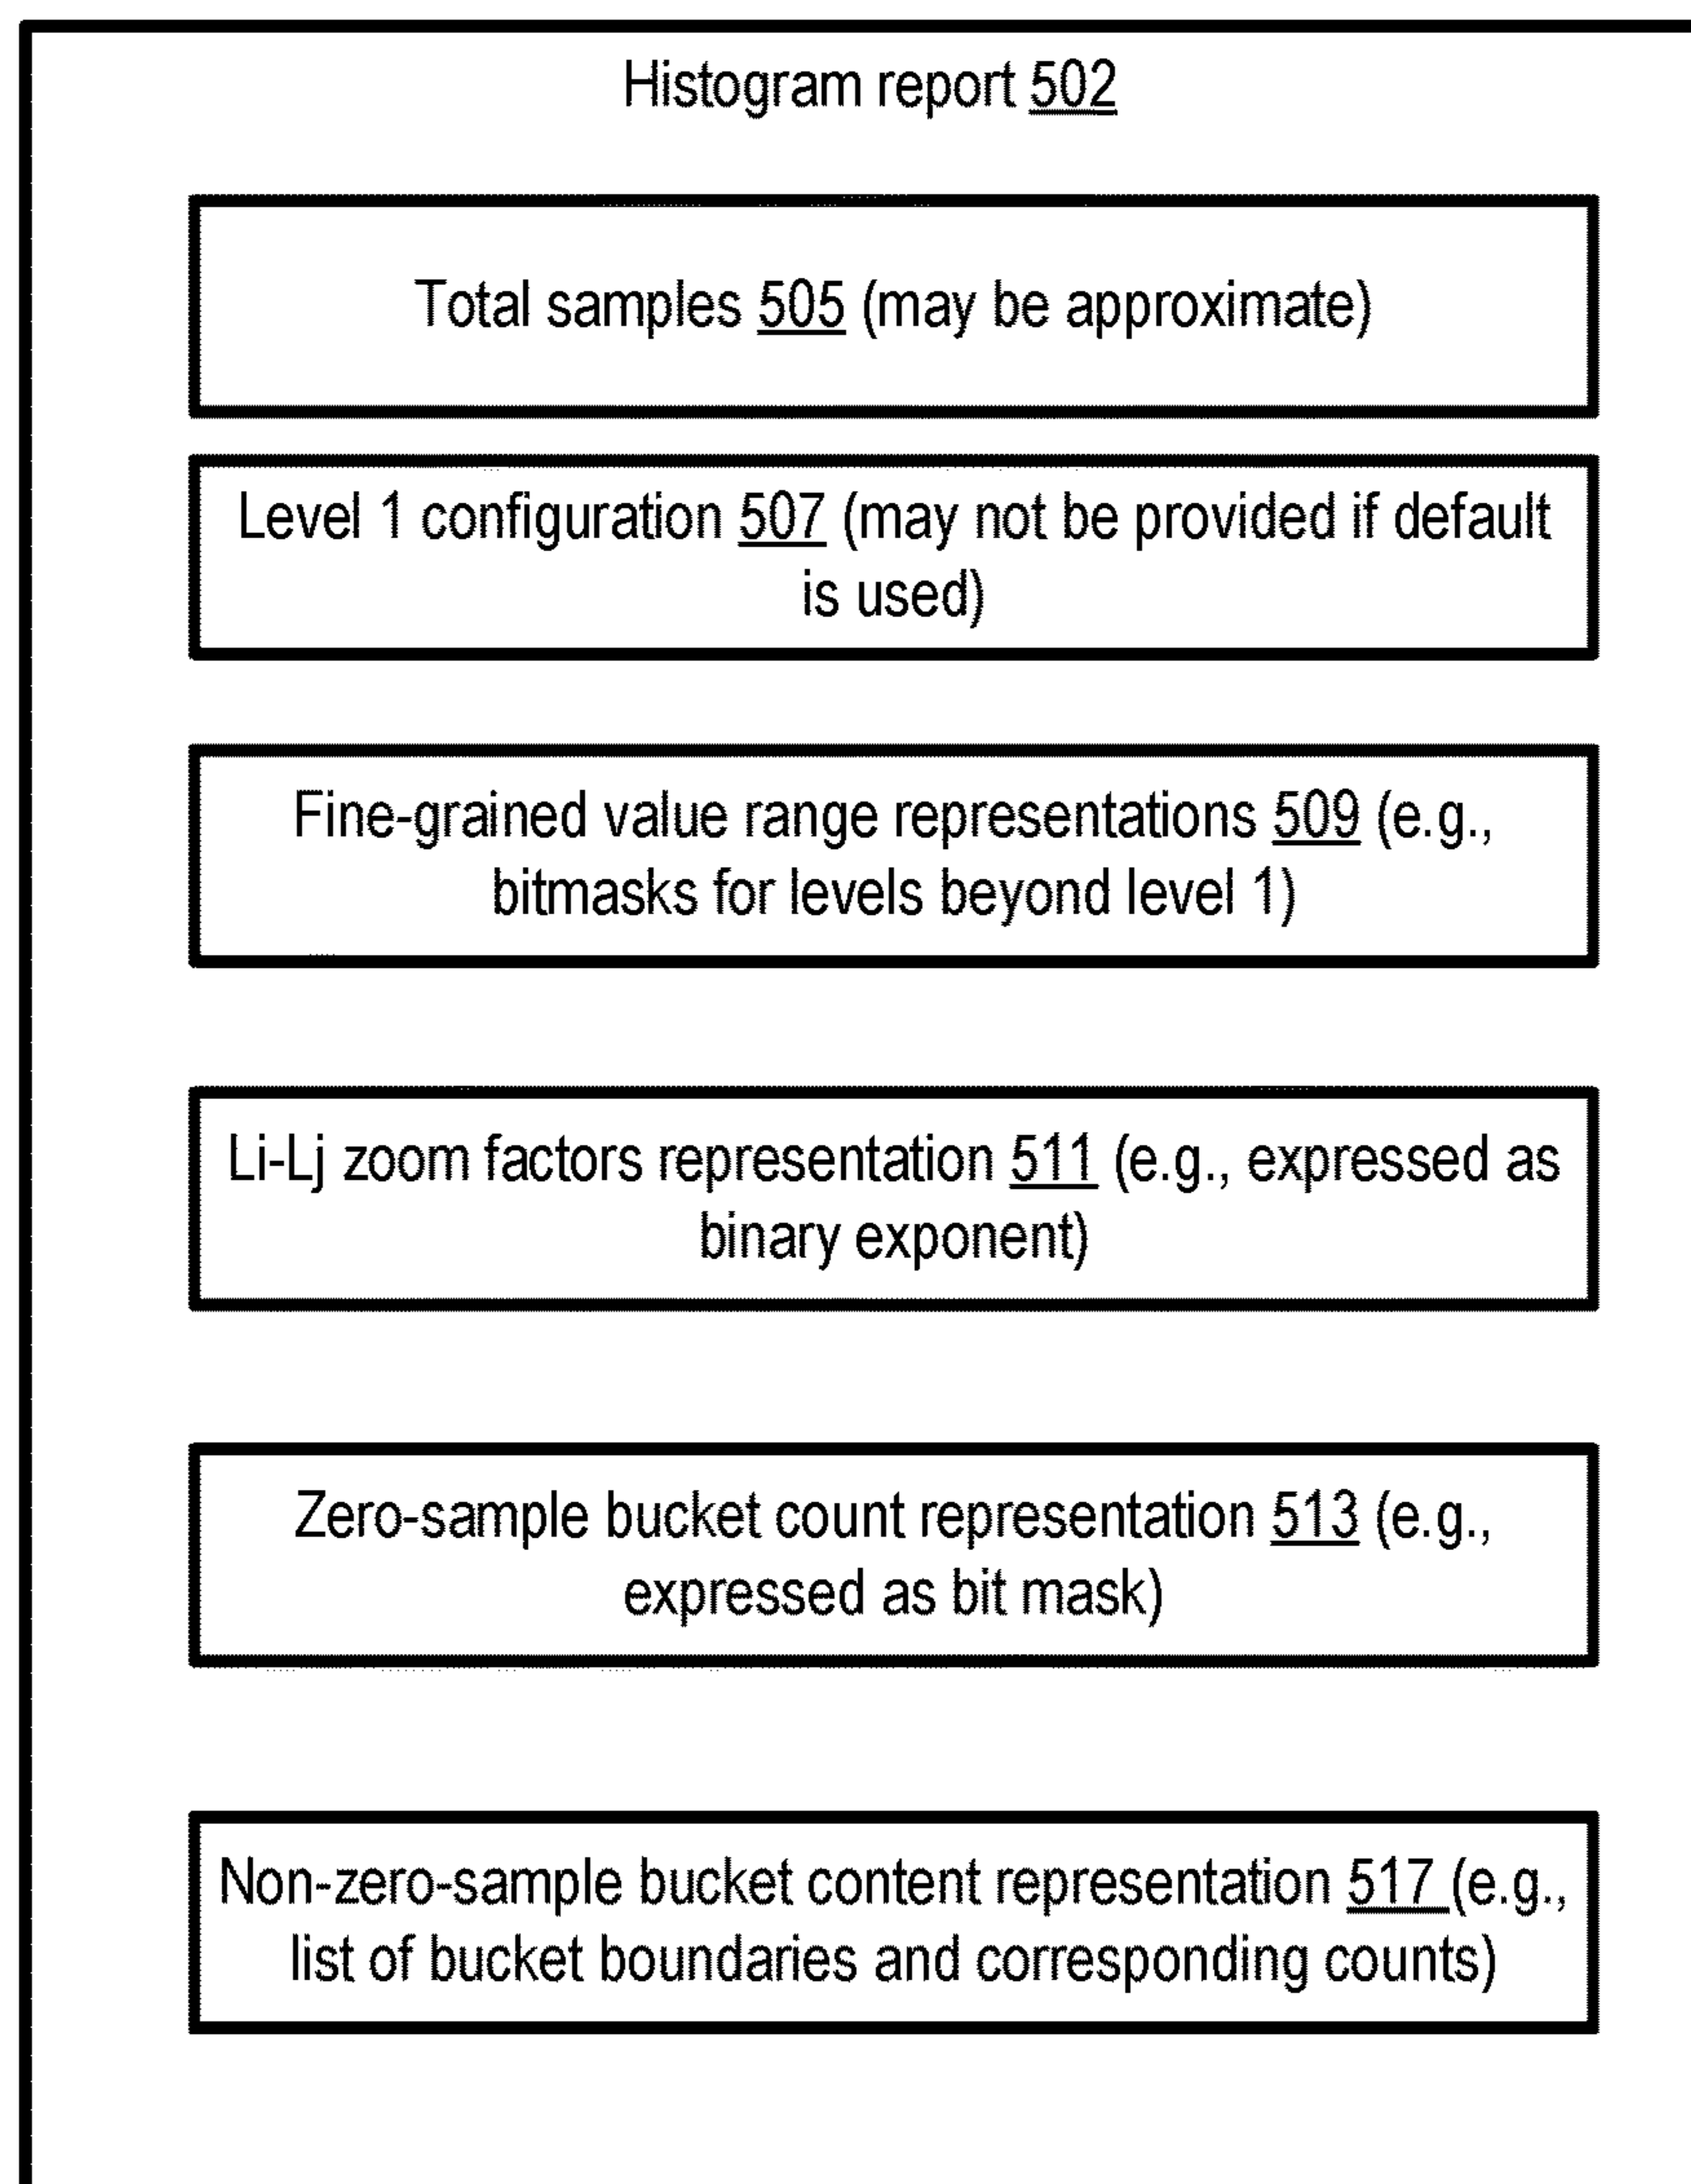 Histogram report 502
Total samples 505 (may be approximate)
Level 1 configuration 507 (may not be provided if default
is used)
Fine-grained value range representations 509 (e.g.,
bitmasks for levels beyond level 1)
Li-Lj zoom factors representation 511 (e.g., expressed as
binary exponent)
Zero-sample bucket count representation 513 (e.g.,
expressed as bit mask)
Non-zero-sample bucket content representation 517 (e.g.,
list of bucket boundaries and corresponding counts)